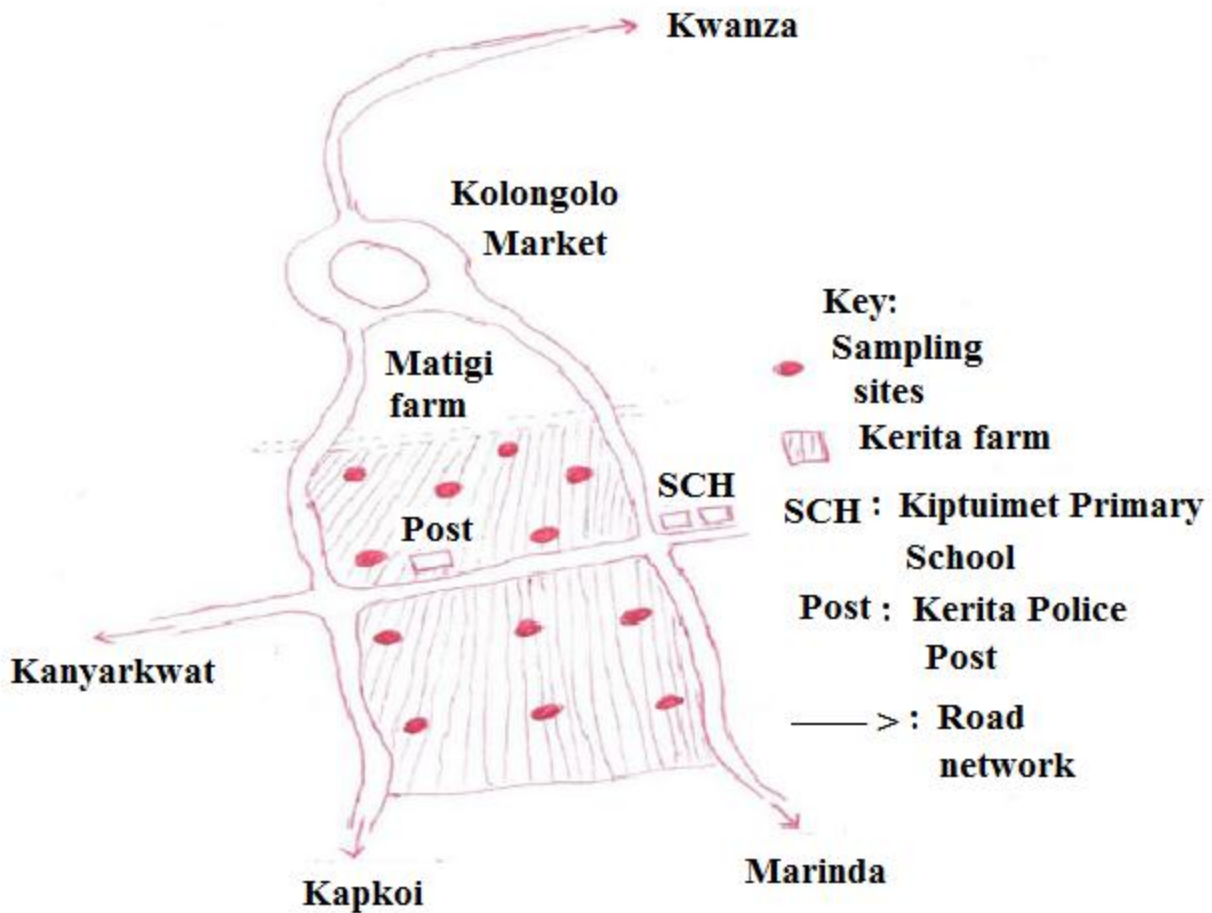 Kwanza
Kolongolo
Market
Matigi
farm
Post
SCH
Kanyarkwat
Kapkoi
Marinda
Key:
Sampling
sites
Kerita farm
SCH : Kiptuimet Primary
School
Post : Kerita Police
Post
——— > : Road
network